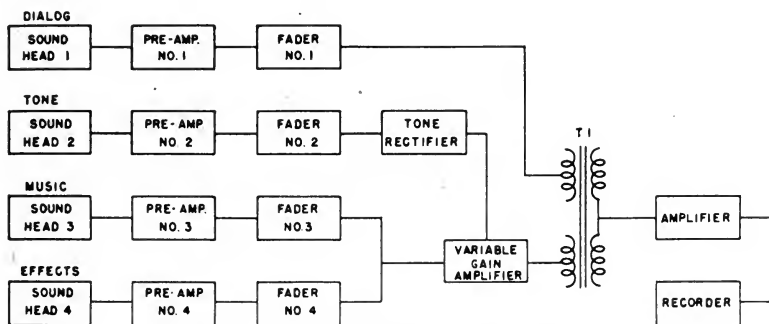 DIALOG
SOUND
HEAD 1
PRE-AMP.
NO. 1
FADER
NO. 1
TONE
SOUND
HEAD 2
PRE-AMP
NO. 2
FADER
NO. 2
TONE
RECTIFIER
T1
MUSIC
SOUND
HEAD 3
PRE-AMP.
NO. 3
FADER
NO. 3
VARIABLE
GAIN
AMPLIFIER
AMPLIFIER
EFFECTS
SOUND
HEAD 4
PRE-AMP
NO. 4
FADER
NO. 4
RECORDER